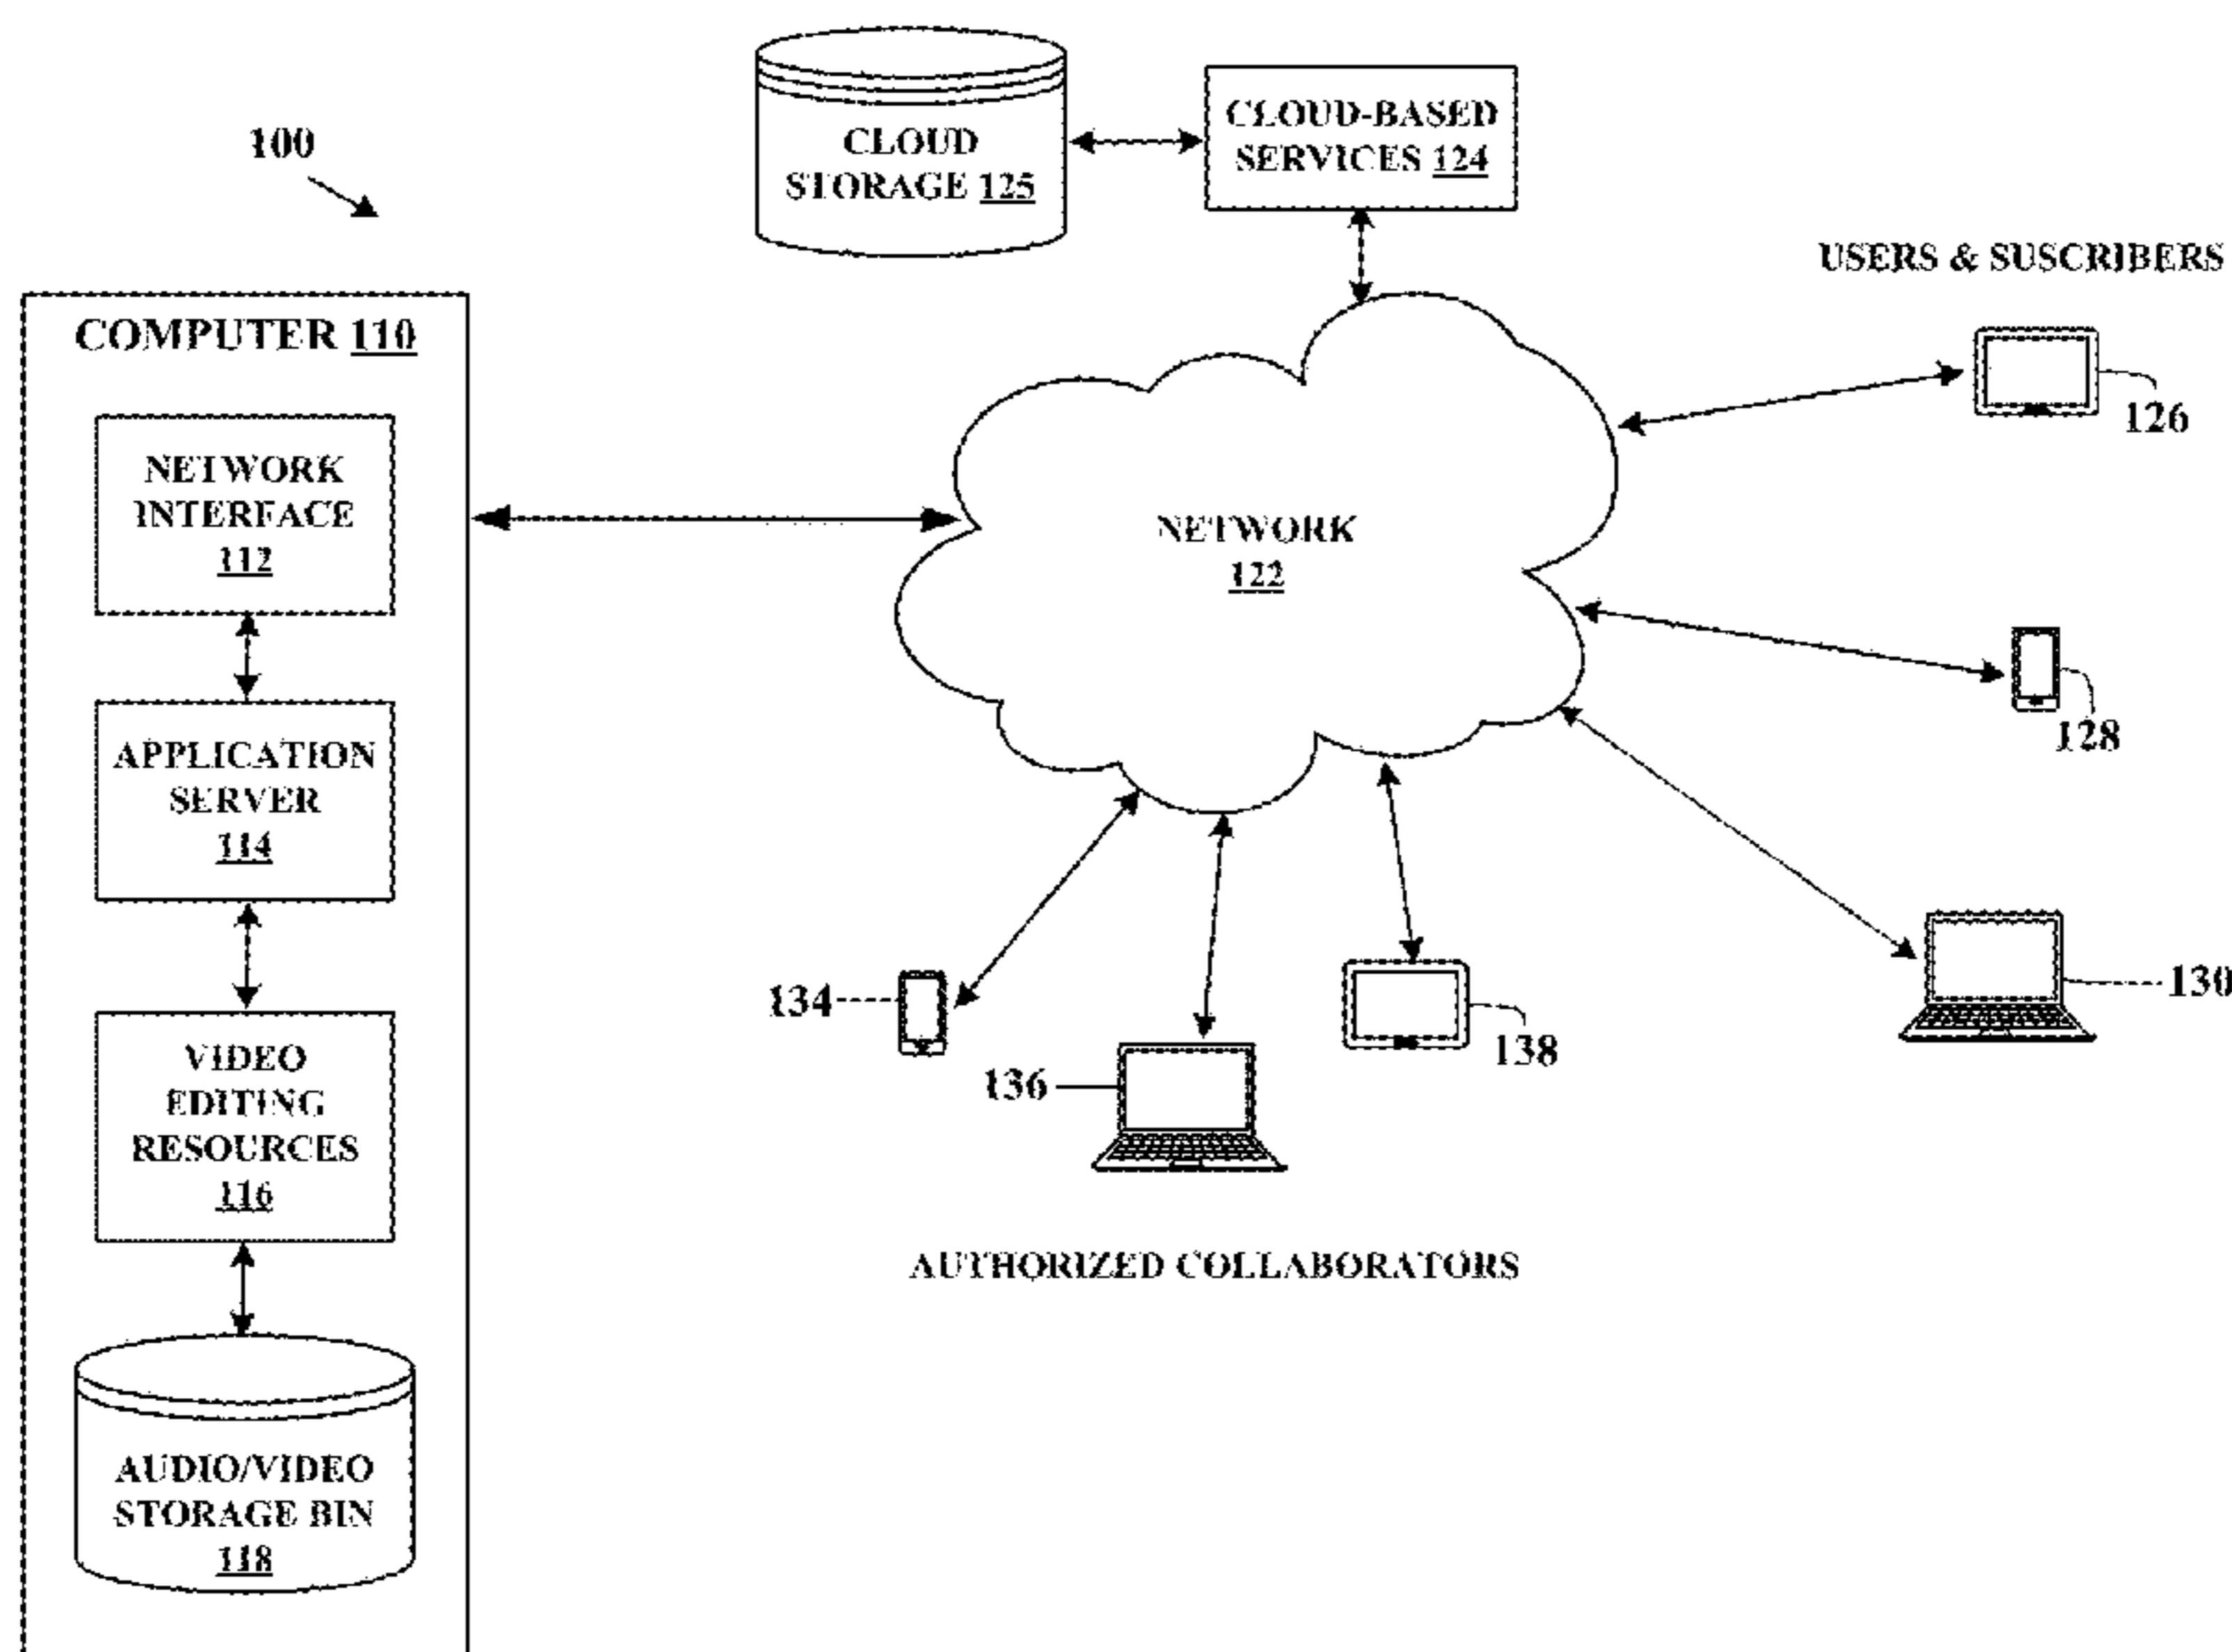 100
CLOUD
STORAGE 125
CLOUD-BASED
SERVICES 124
USERS & SUSCRIBERS
COMPUTER 110
NETWORK
INTERFACE
112
APPLICATION
SERVER
114
VIDEO
EDITING
RESOURCES
116
AUDIO/VIDEO
STORAGE BIN
118
NETWORK
122
126
128
130
134
136
138
AUTHORIZED COLLABORATORS